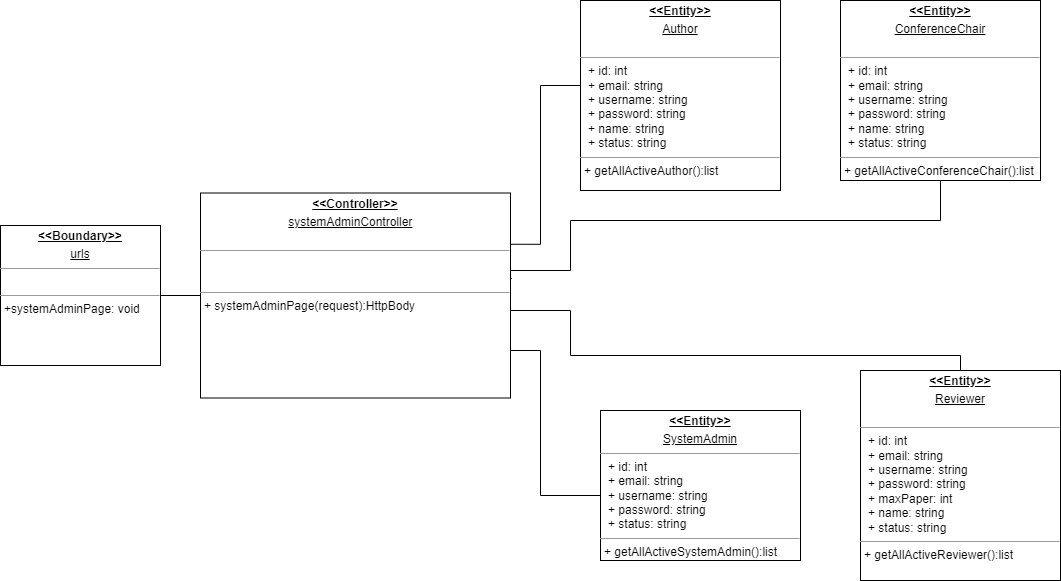 <<Entity>>
Author
+ id: int
+ email: string
+ username: string
+ password: string
+ name: string
+ status: string
+ getAllActiveAuthor():list
<<Entity>>
ConferenceChair
+ id: int
+ email: string
+ username: string
+ password: string
+ name: string
+ status: string
+ getAllActiveConferenceChair():list
<<Boundary>>
urls
+systemAdminPage: void
<<Controller>>
systemAdminController
+ systemAdminPage(request):HttpBody
<<Entity>>
SystemAdmin
+ id: int
+ email: string
+ username: string
+ password: string
+ status: string
+ getAllActiveSystemAdmin():list
<<Entity>>
Reviewer
+ id: int
+ email: string
+ username: string
+ password: string
+ maxPaper: int
+ name: string
+ status: string
+ getAllActiveReviewer():list